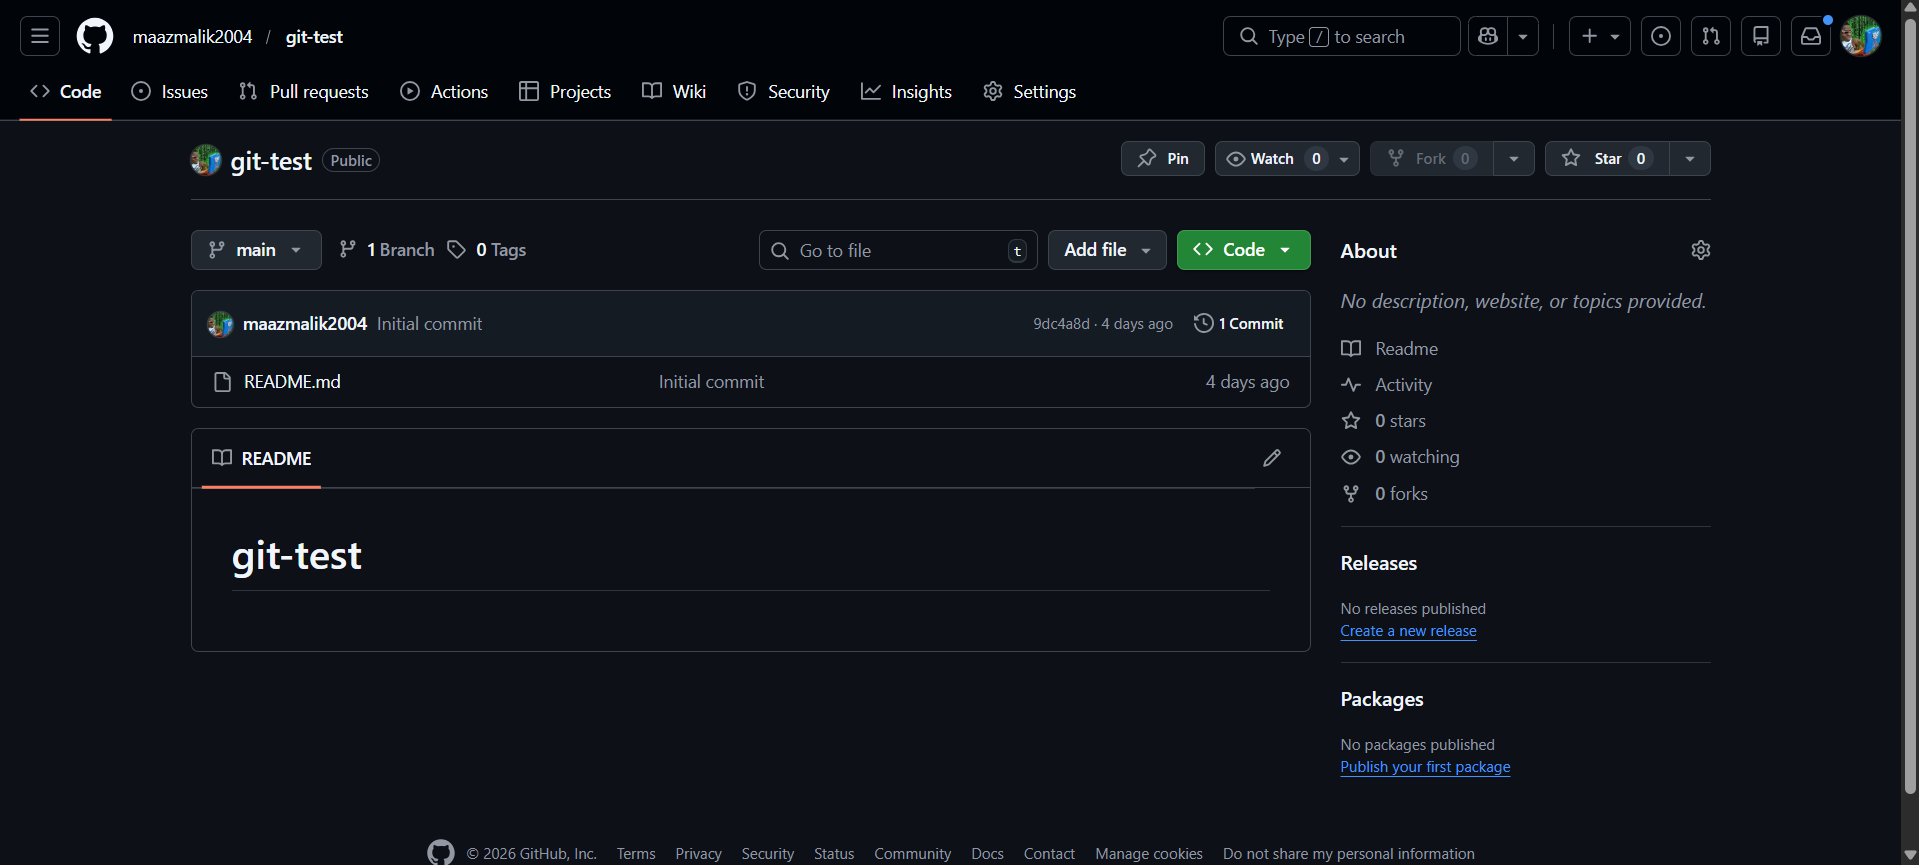 maazmalik2004 / git-test
Type / to search
Code Issues Pull requests Actions Projects Wiki Security Insights Settings
git-test Public
Pin Watch 0 Fork 0 Star 0
main 1 Branch 0 Tags
Go to file t Add file Code
maazmalik2004 Initial commit 9dc4a8d · 4 days ago 1 Commit
README.md Initial commit 4 days ago
README
git-test
About
No description, website, or topics provided.
Readme
Activity
0 stars
0 watching
0 forks
Releases
No releases published
Create a new release
Packages
No packages published
Publish your first package
© 2026 GitHub, Inc. Terms Privacy Security Status Community Docs Contact Manage cookies Do not share my personal information